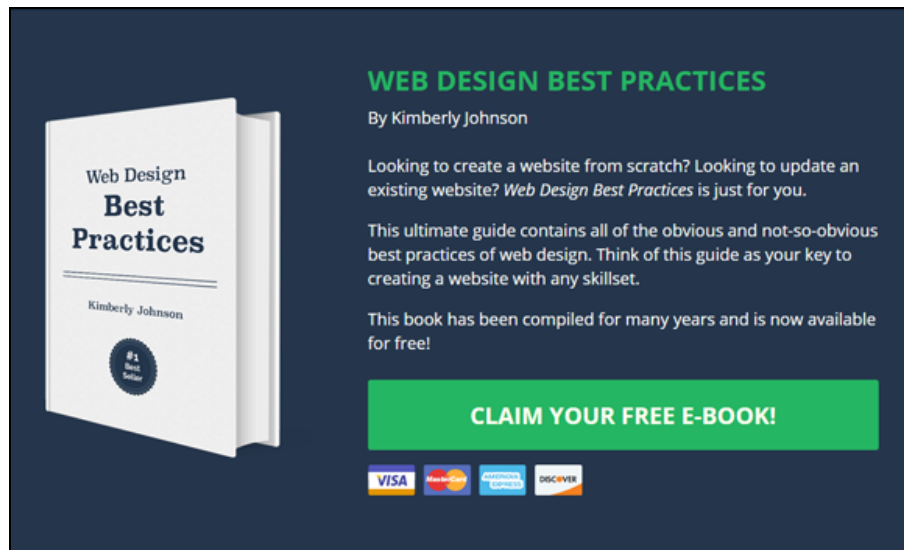 Web Design
Best
Practices
Kimberly Johnson
#1
Best
Seller
WEB DESIGN BEST PRACTICES
By Kimberly Johnson
Looking to create a website from scratch? Looking to update an
existing website? Web Design Best Practices is just for you.
This ultimate guide contains all of the obvious and not-so-obvious
best practices of web design. Think of this guide as your key to
creating a website with any skillset.
This book has been compiled for many years and is now available
for free!
CLAIM YOUR FREE E-BOOK!
VISA
MasterCard
AMERICAN
EXPRESS
DISCOVER